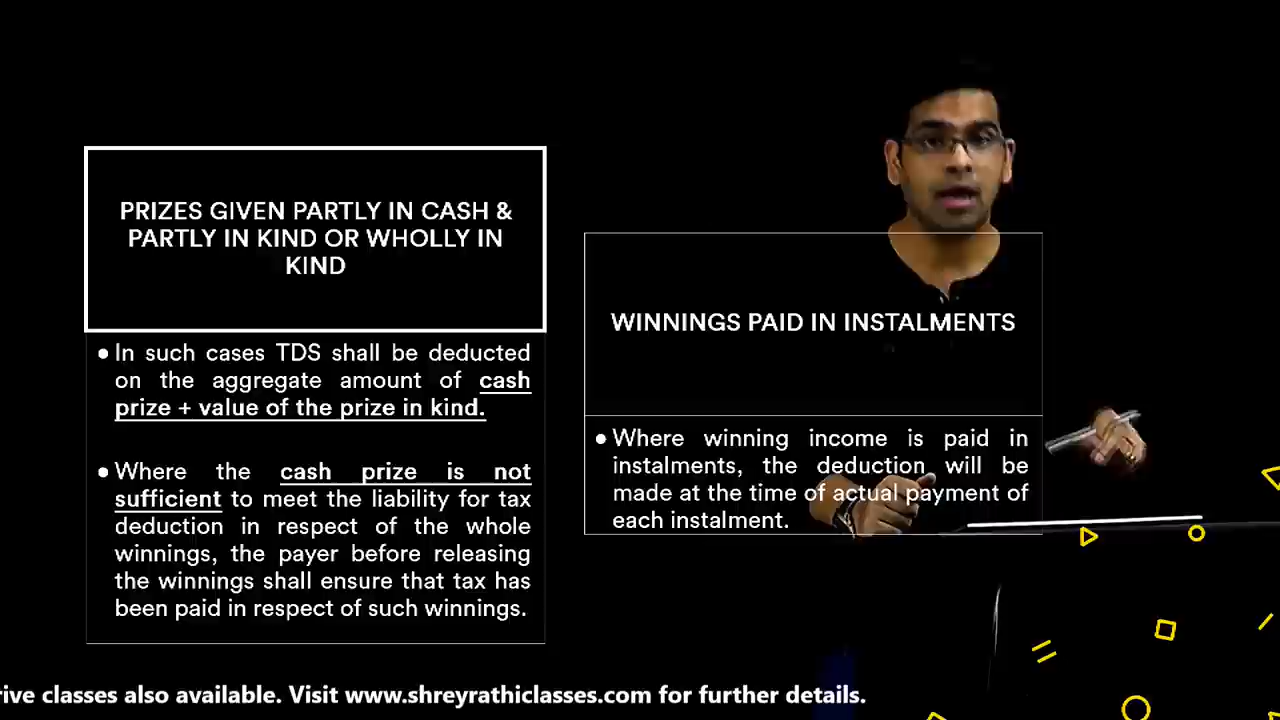 PRIZES GIVEN PARTLY IN CASH &
PARTLY IN KIND OR WHOLLY IN
KIND
• In such cases TDS shall be deducted
on the aggregate amount of cash
prize + value of the prize in kind.
• Where the cash prize is not
sufficient to meet the liability for tax
deduction in respect of the whole
winnings, the payer before releasing
the winnings shall ensure that tax has
been paid in respect of such winnings.
WINNINGS PAID IN INSTALMENTS
• Where winning income is paid in
instalments, the deduction will be
made at the time of actual payment of
each instalment.
rive classes also available. Visit www.shreyrathiclasses.com for further details.